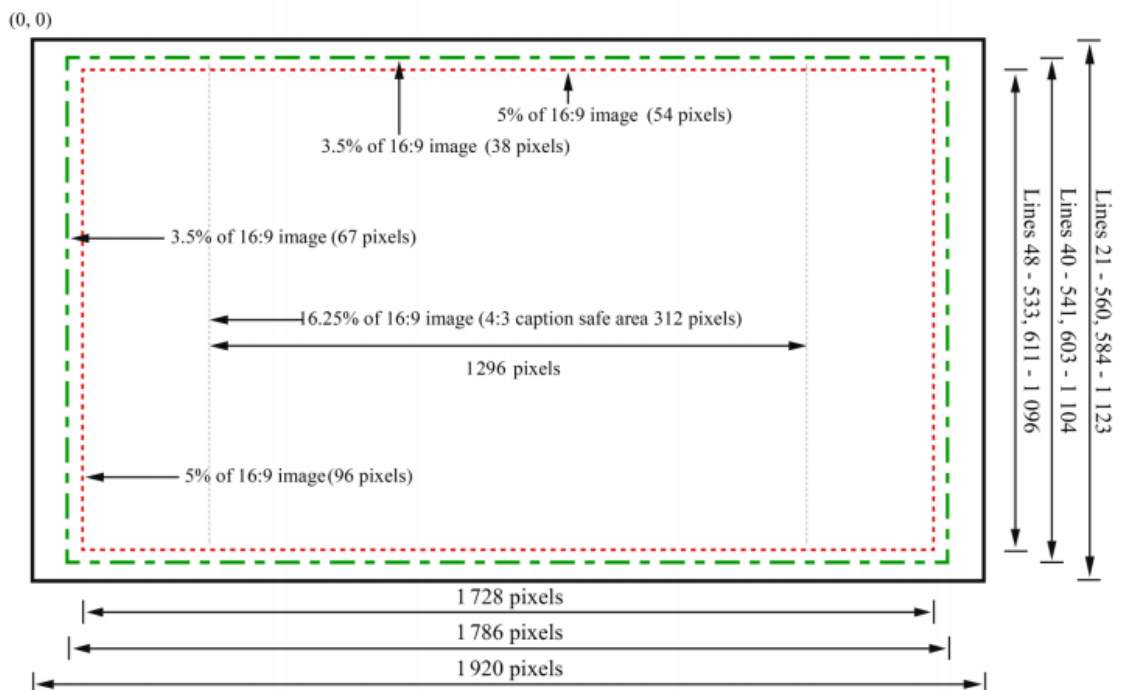 (0, 0)
5% of 16:9 image (54 pixels)
3.5% of 16:9 image (38 pixels)
3.5% of 16:9 image (67 pixels)
16.25% of 16:9 image (4:3 caption safe area 312 pixels)
1296 pixels
5% of 16:9 image (96 pixels)
Lines 48 - 533, 611 - 1 096
Lines 40 - 541, 603 - 1 104
Lines 21 - 560, 584 - 1 123
1 728 pixels
1 786 pixels
1 920 pixels